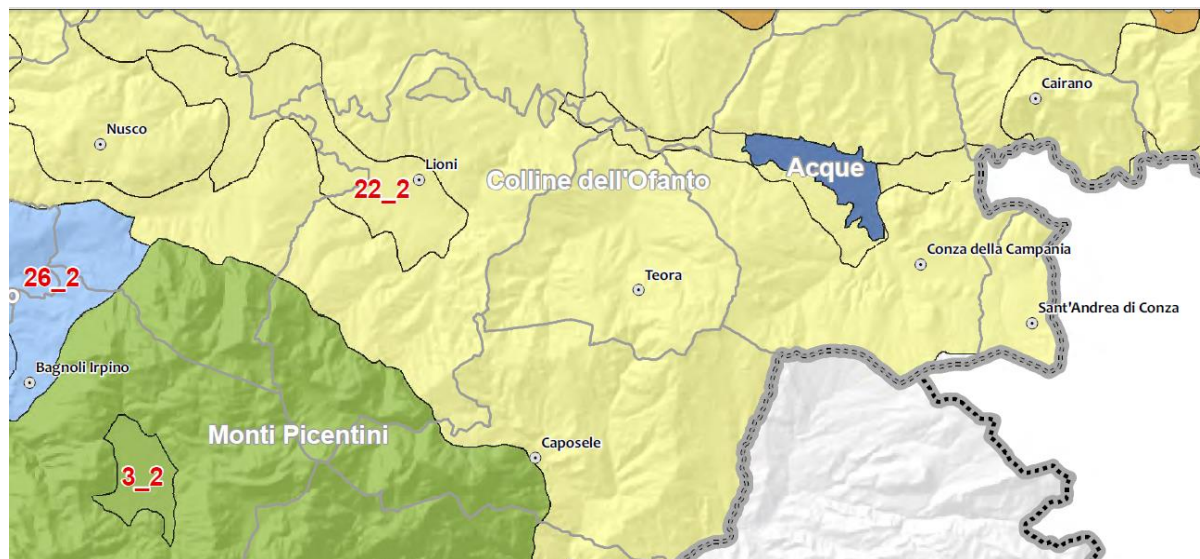 Cairano
Nusco
Lioni
Acque
22_2
Colline dell'Ofanto
Conza della Campania
26_2
Teora
o
Sant'Andrea di Conza
Bagnoli Irpino
Monti Picentini
Caposele
3_2